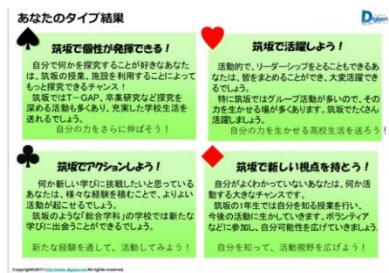 あなたのタイプ結果
Digipen
筑坂で個性が発揮できる！
自分で何かを探究することが好きなあなた
は、筑坂の授業、施設を利用することによって
もっと探究できるチャンス！
筑坂ではT－GAP、卒業研究など探究を
深める活動もあり、充実した学校生活を
送れるでしょう。
自分の力をさらに伸ばそう！
筑坂で活躍しよう！
活動的で、リーダーシップをとることもできるあ
なたは、皆をまとめることができ、大変活躍でき
るでしょう。
特に筑坂ではグループ活動が多いので、その
力を生かせる場が多くあります。筑坂でたくさん
活躍しましょう。
自分の力を生かせる高校生活を送ろう！
筑坂でアクションしよう！
何か新しい学びに挑戦したいと思っている
あなたは、様々な経験を積むことで、よりよい
活動が起こせるでしょう。
筑坂のような「総合学科」の学校では新たな
学びに出会うことができるでしょう。
新たな経験を通して、活動してみよう！
筑坂で新しい視点を持とう！
自分がよくわかっていないあなたは、何か活
動する大きなチャンスです。
筑坂の1年生では自分を知る授業を行い、
今後の活動に生かしていきます。ボランティア
などに参加し、自分可能性を広げていきましょう。
自分を知って、活動視野を広げよう！